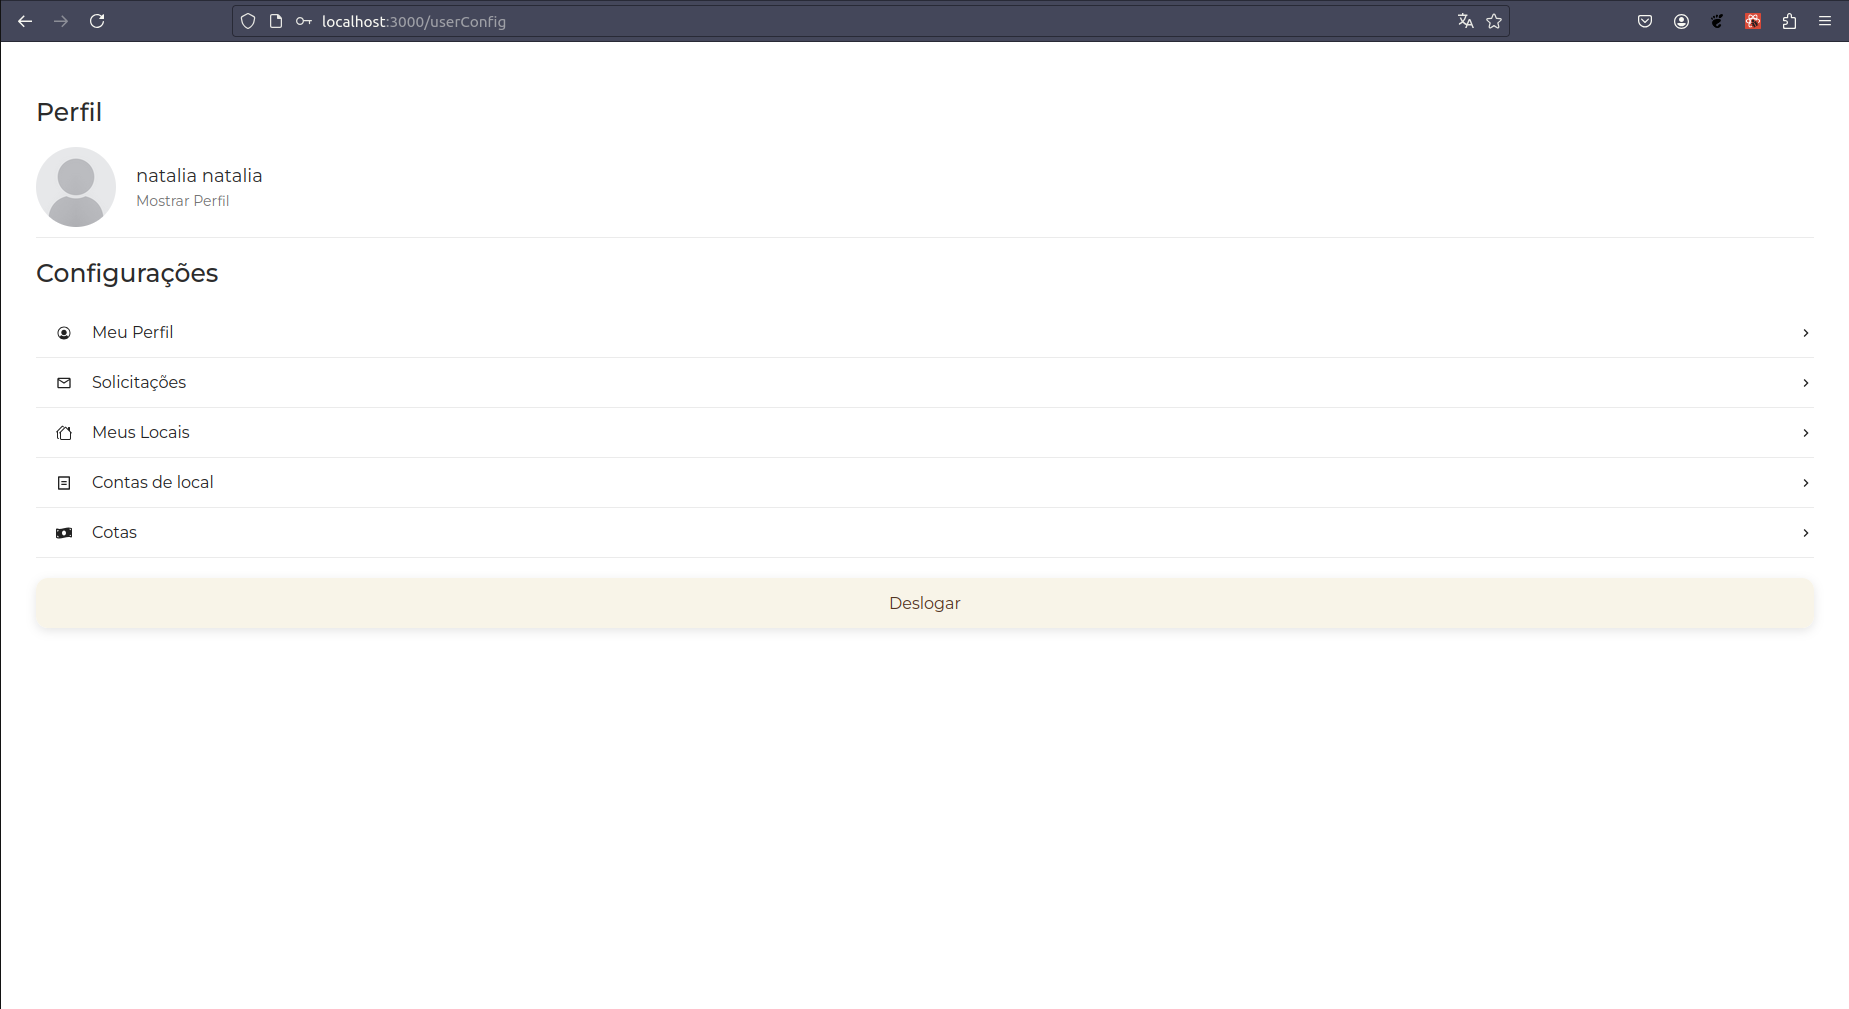 localhost:3000/userConfig
Perfil
natalia natalia
Mostrar Perfil
Configurações
Meu Perfil
Solicitações
Meus Locais
Contas de local
Cotas
Deslogar